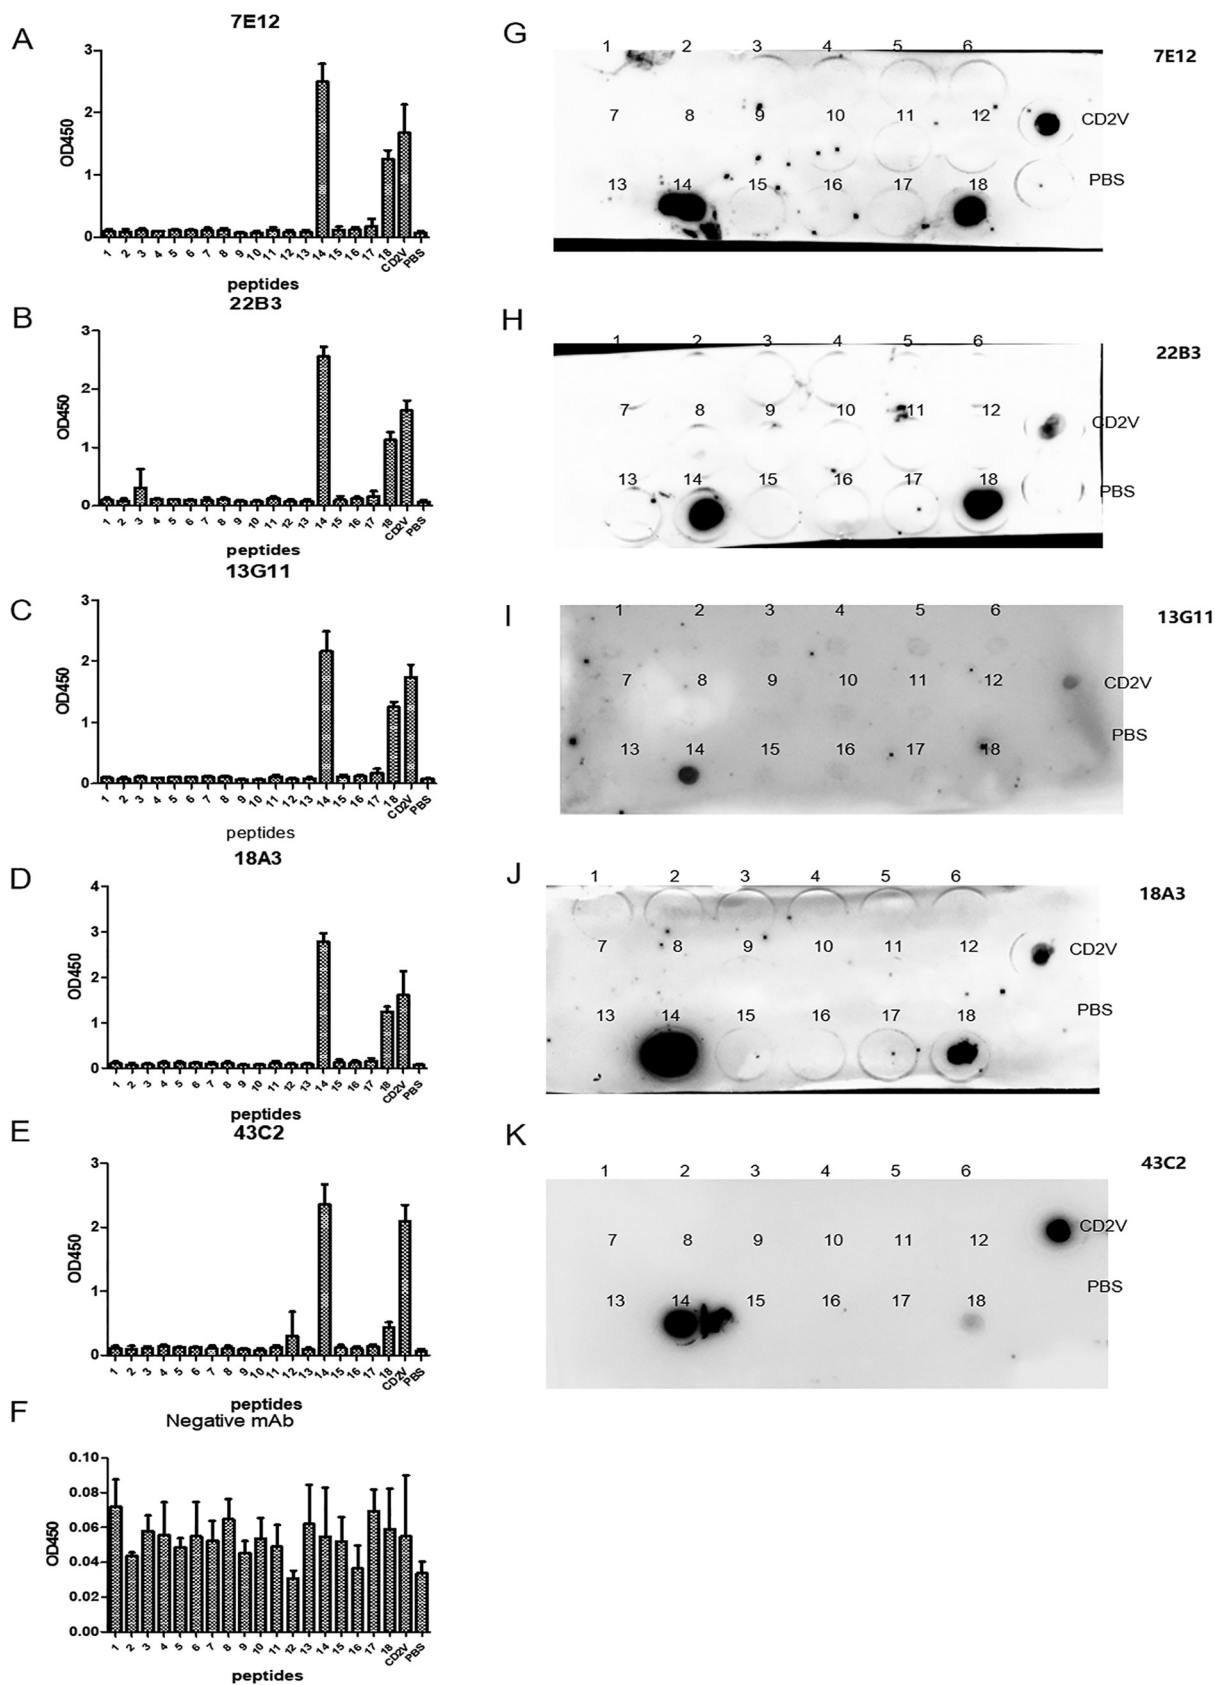 A
7E12
3
2
1
0
OD450
1 2 3 4 5 6 7 8 9 10 11 12 13 14 15 16 17 18 CD2V PBS
peptides
B
22B3
3
2
1
0
OD450
1 2 3 4 5 6 7 8 9 10 11 12 13 14 15 16 17 18 CD2V PBS
peptides
C
13G11
3
2
1
0
OD450
1 2 3 4 5 6 7 8 9 10 11 12 13 14 15 16 17 18 CD2V PBS
peptides
D
18A3
4
3
2
1
0
OD450
1 2 3 4 5 6 7 8 9 10 11 12 13 14 15 16 17 18 CD2V PBS
peptides
E
43C2
3
2
1
0
OD450
1 2 3 4 5 6 7 8 9 10 11 12 13 14 15 16 17 18 CD2V PBS
peptides
F
Negative mAb
0.10
0.08
0.06
0.04
0.02
0.00
OD450
1 2 3 4 5 6 7 8 9 10 11 12 13 14 15 16 17 18 CD2V PBS
peptides
G
1 2 3 4 5 6
7E12
7 8 9 10 11 12 CD2V
13 14 15 16 17 18 PBS
H
1 2 3 4 5 6
22B3
7 8 9 10 11 12 CD2V
13 14 15 16 17 18 PBS
I
1 2 3 4 5 6
13G11
7 8 9 10 11 12 CD2V
13 14 15 16 17 18 PBS
J
1 2 3 4 5 6
18A3
7 8 9 10 11 12 CD2V
13 14 15 16 17 18 PBS
K
1 2 3 4 5 6
43C2
7 8 9 10 11 12 CD2V
13 14 15 16 17 18 PBS